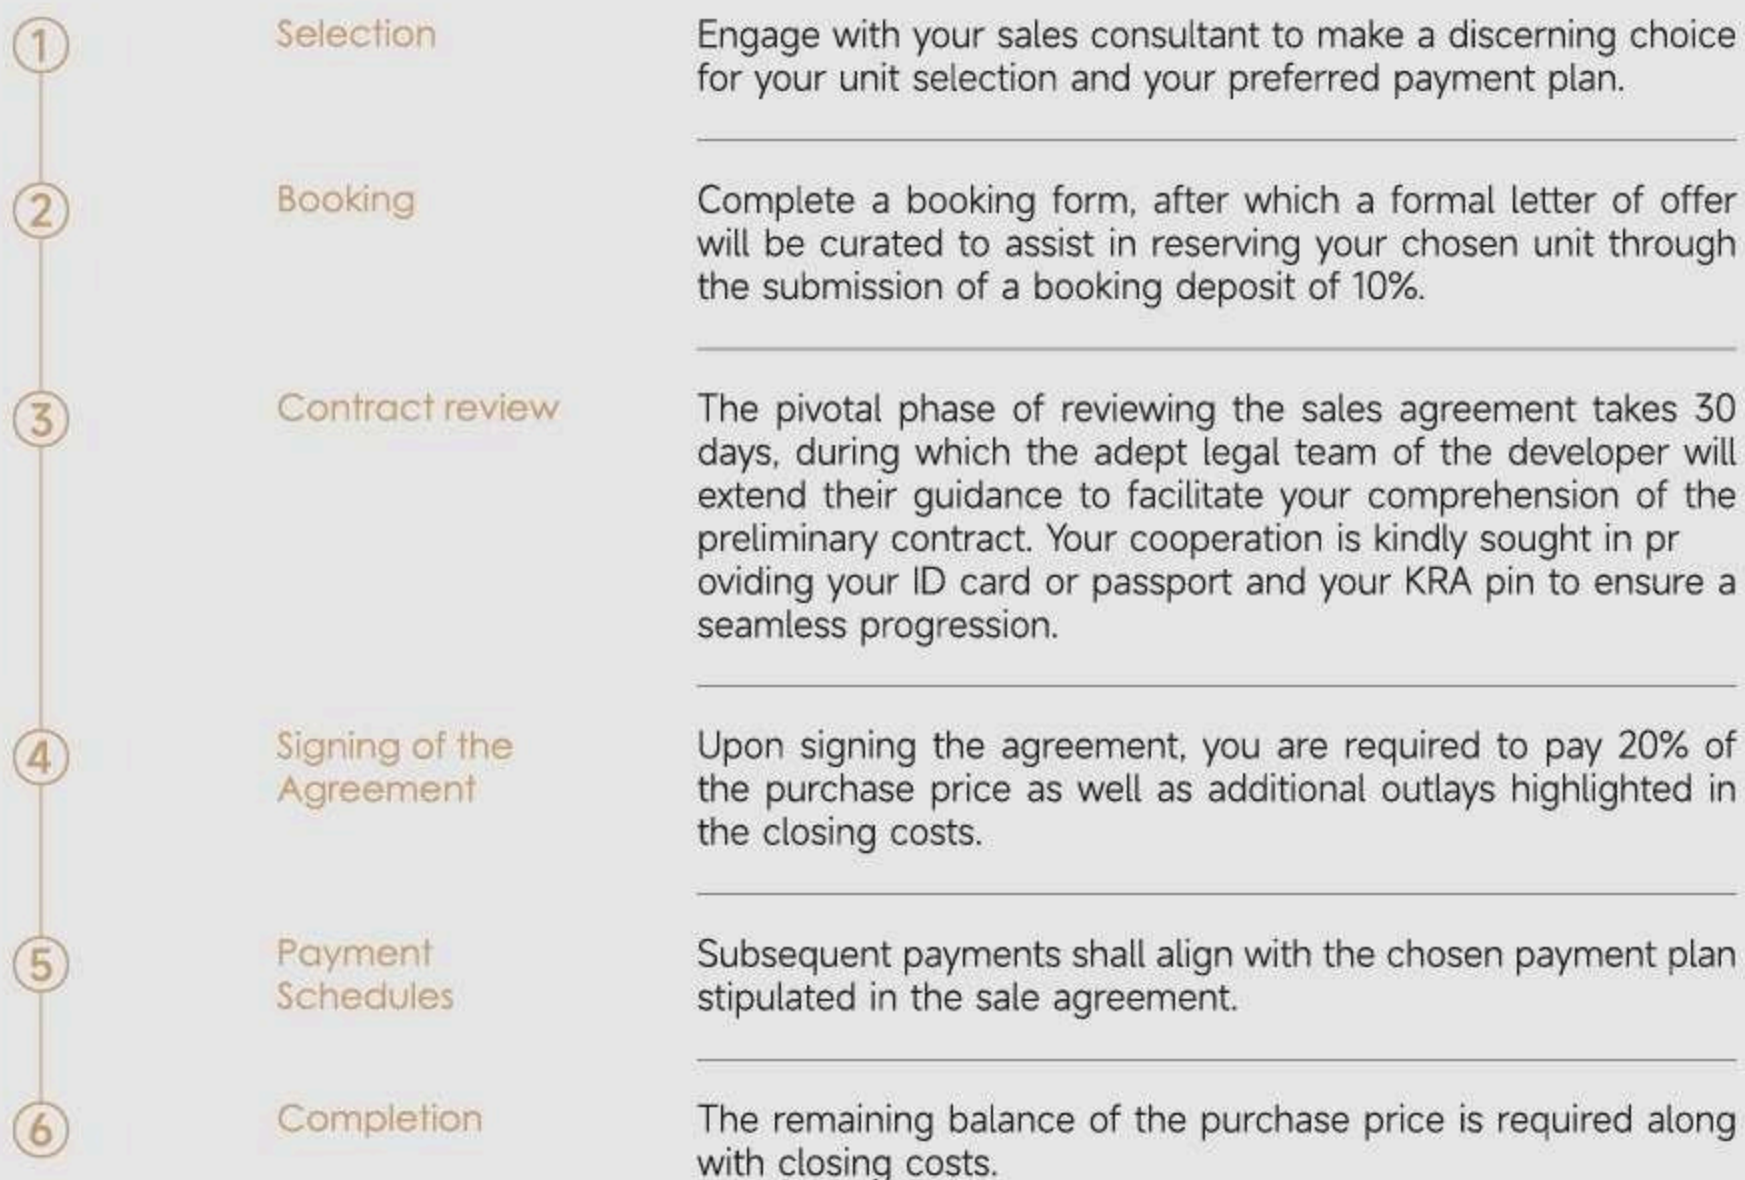 1
Selection
Engage with your sales consultant to make a discerning choice
for your unit selection and your preferred payment plan.
2
Booking
Complete a booking form, after which a formal letter of offer
will be curated to assist in reserving your chosen unit through
the submission of a booking deposit of 10%.
3
Contract review
The pivotal phase of reviewing the sales agreement takes 30
days, during which the adept legal team of the developer will
extend their guidance to facilitate your comprehension of the
preliminary contract. Your cooperation is kindly sought in pr
oviding your ID card or passport and your KRA pin to ensure a
seamless progression.
4
Signing of the
Agreement
Upon signing the agreement, you are required to pay 20% of
the purchase price as well as additional outlays highlighted in
the closing costs.
5
Payment
Schedules
Subsequent payments shall align with the chosen payment plan
stipulated in the sale agreement.
6
Completion
The remaining balance of the purchase price is required along
with closing costs.